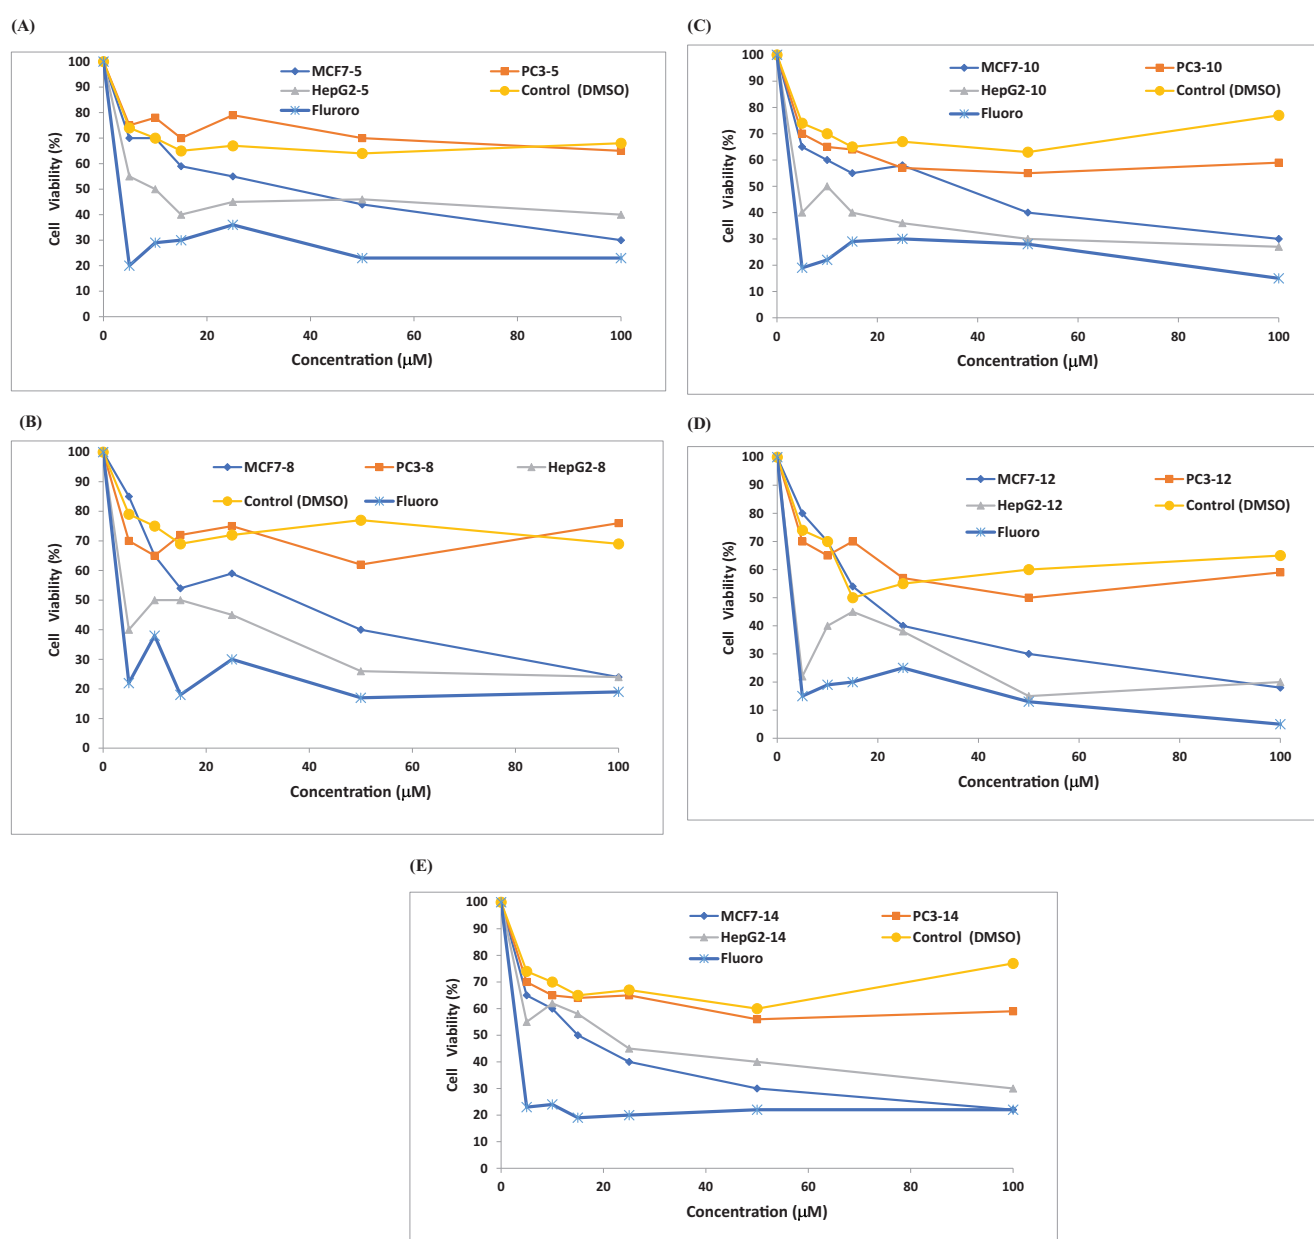 (A)
MCF7-5 PC3-5
HepG2-5 Control (DMSO)
Fluroro
100
90
80
70
60
50
40
30
20
10
0
Cell Viability (%)
0 20 40 60 80 100
Concentration (µM)
(C)
MCF7-10 PC3-10
HepG2-10 Control (DMSO)
Fluoro
100
90
80
70
60
50
40
30
20
10
0
Cell Viability (%)
0 20 40 60 80 100
Concentration (µM)
(B)
MCF7-8 PC3-8 HepG2-8
Control (DMSO) Fluoro
100
90
80
70
60
50
40
30
20
10
0
Cell Viability (%)
0 20 40 60 80 100
Concentration (µM)
(D)
MCF7-12 PC3-12
HepG2-12 Control (DMSO)
Fluoro
100
90
80
70
60
50
40
30
20
10
0
Cell Viability (%)
0 20 40 60 80 100
Concentration (µM)
(E)
MCF7-14 PC3-14
HepG2-14 Control (DMSO)
Fluoro
100
90
80
70
60
50
40
30
20
10
0
Cell Viability (%)
0 20 40 60 80 100
Concentration (µM)